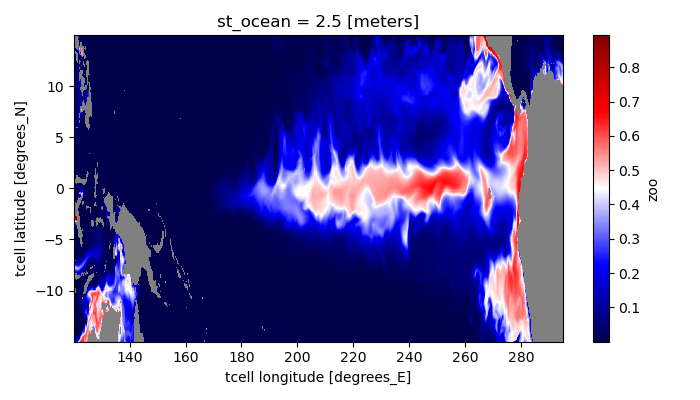 st_ocean = 2.5 [meters]
10
5
0
−5
−10
tcell latitude [degrees_N]
140 160 180 200 220 240 260 280
tcell longitude [degrees_E]
0.8
0.7
0.6
0.5
0.4
0.3
0.2
0.1
zoo